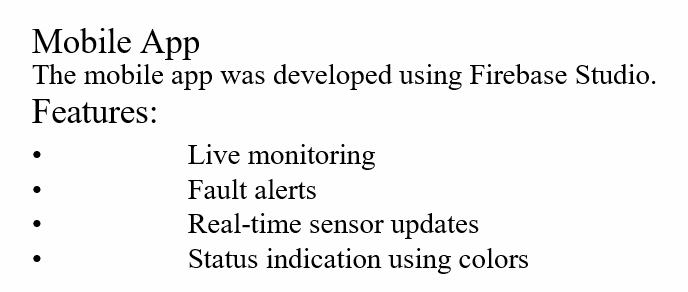 Mobile App
The mobile app was developed using Firebase Studio.
Features:
• Live monitoring
• Fault alerts
• Real-time sensor updates
• Status indication using colors